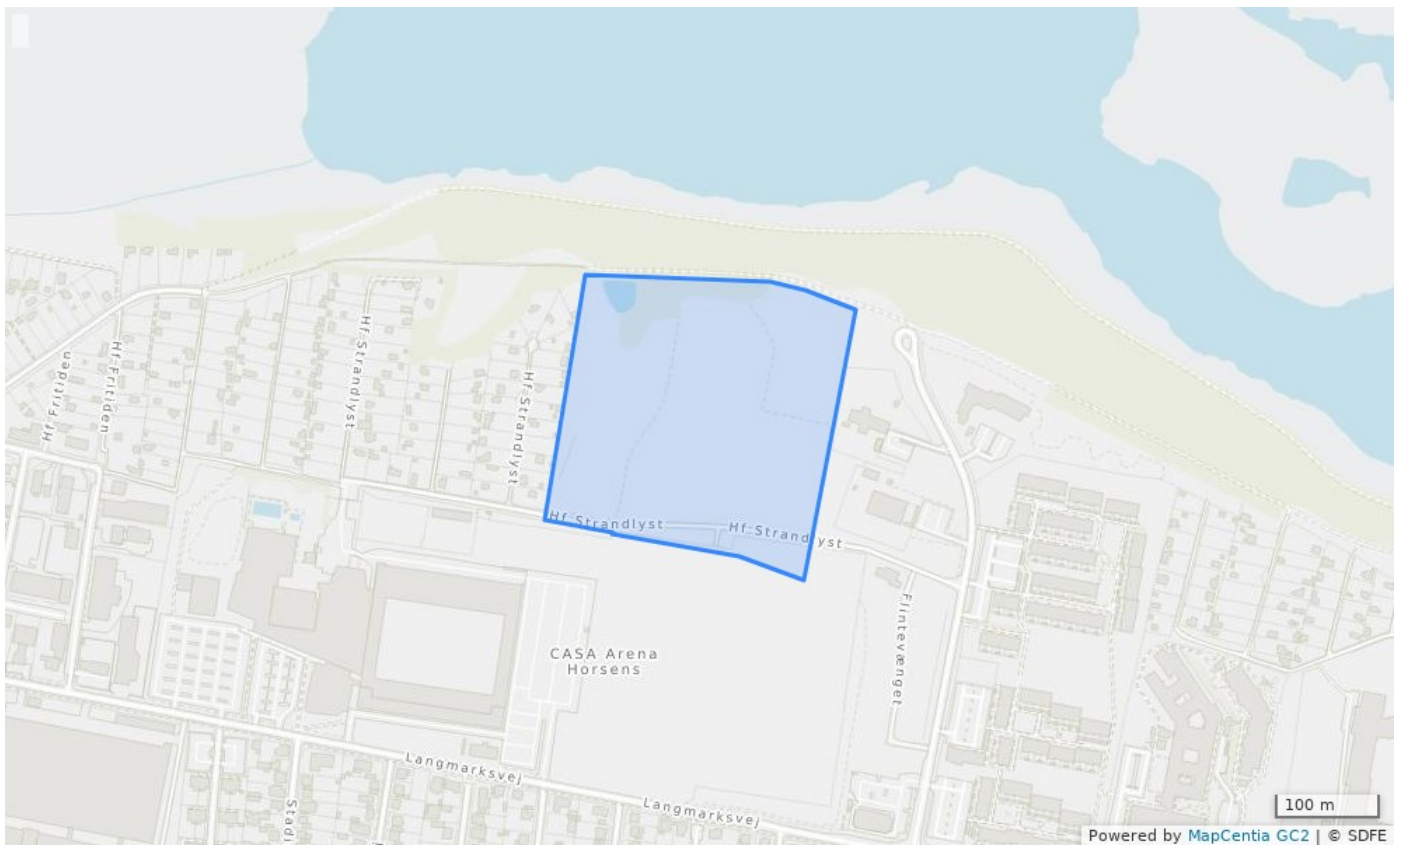 Hf Fritiden
Hf Fritiden
Hf Strandlyst
Hf Strandlyst
Hf Strandlyst
Hf Strandlyst
CASA Arena
Horsens
Flintevænget
Langmarksvej
Langmarksvej
Stadi
100 m
Powered by MapCentia GC2 | © SDFE